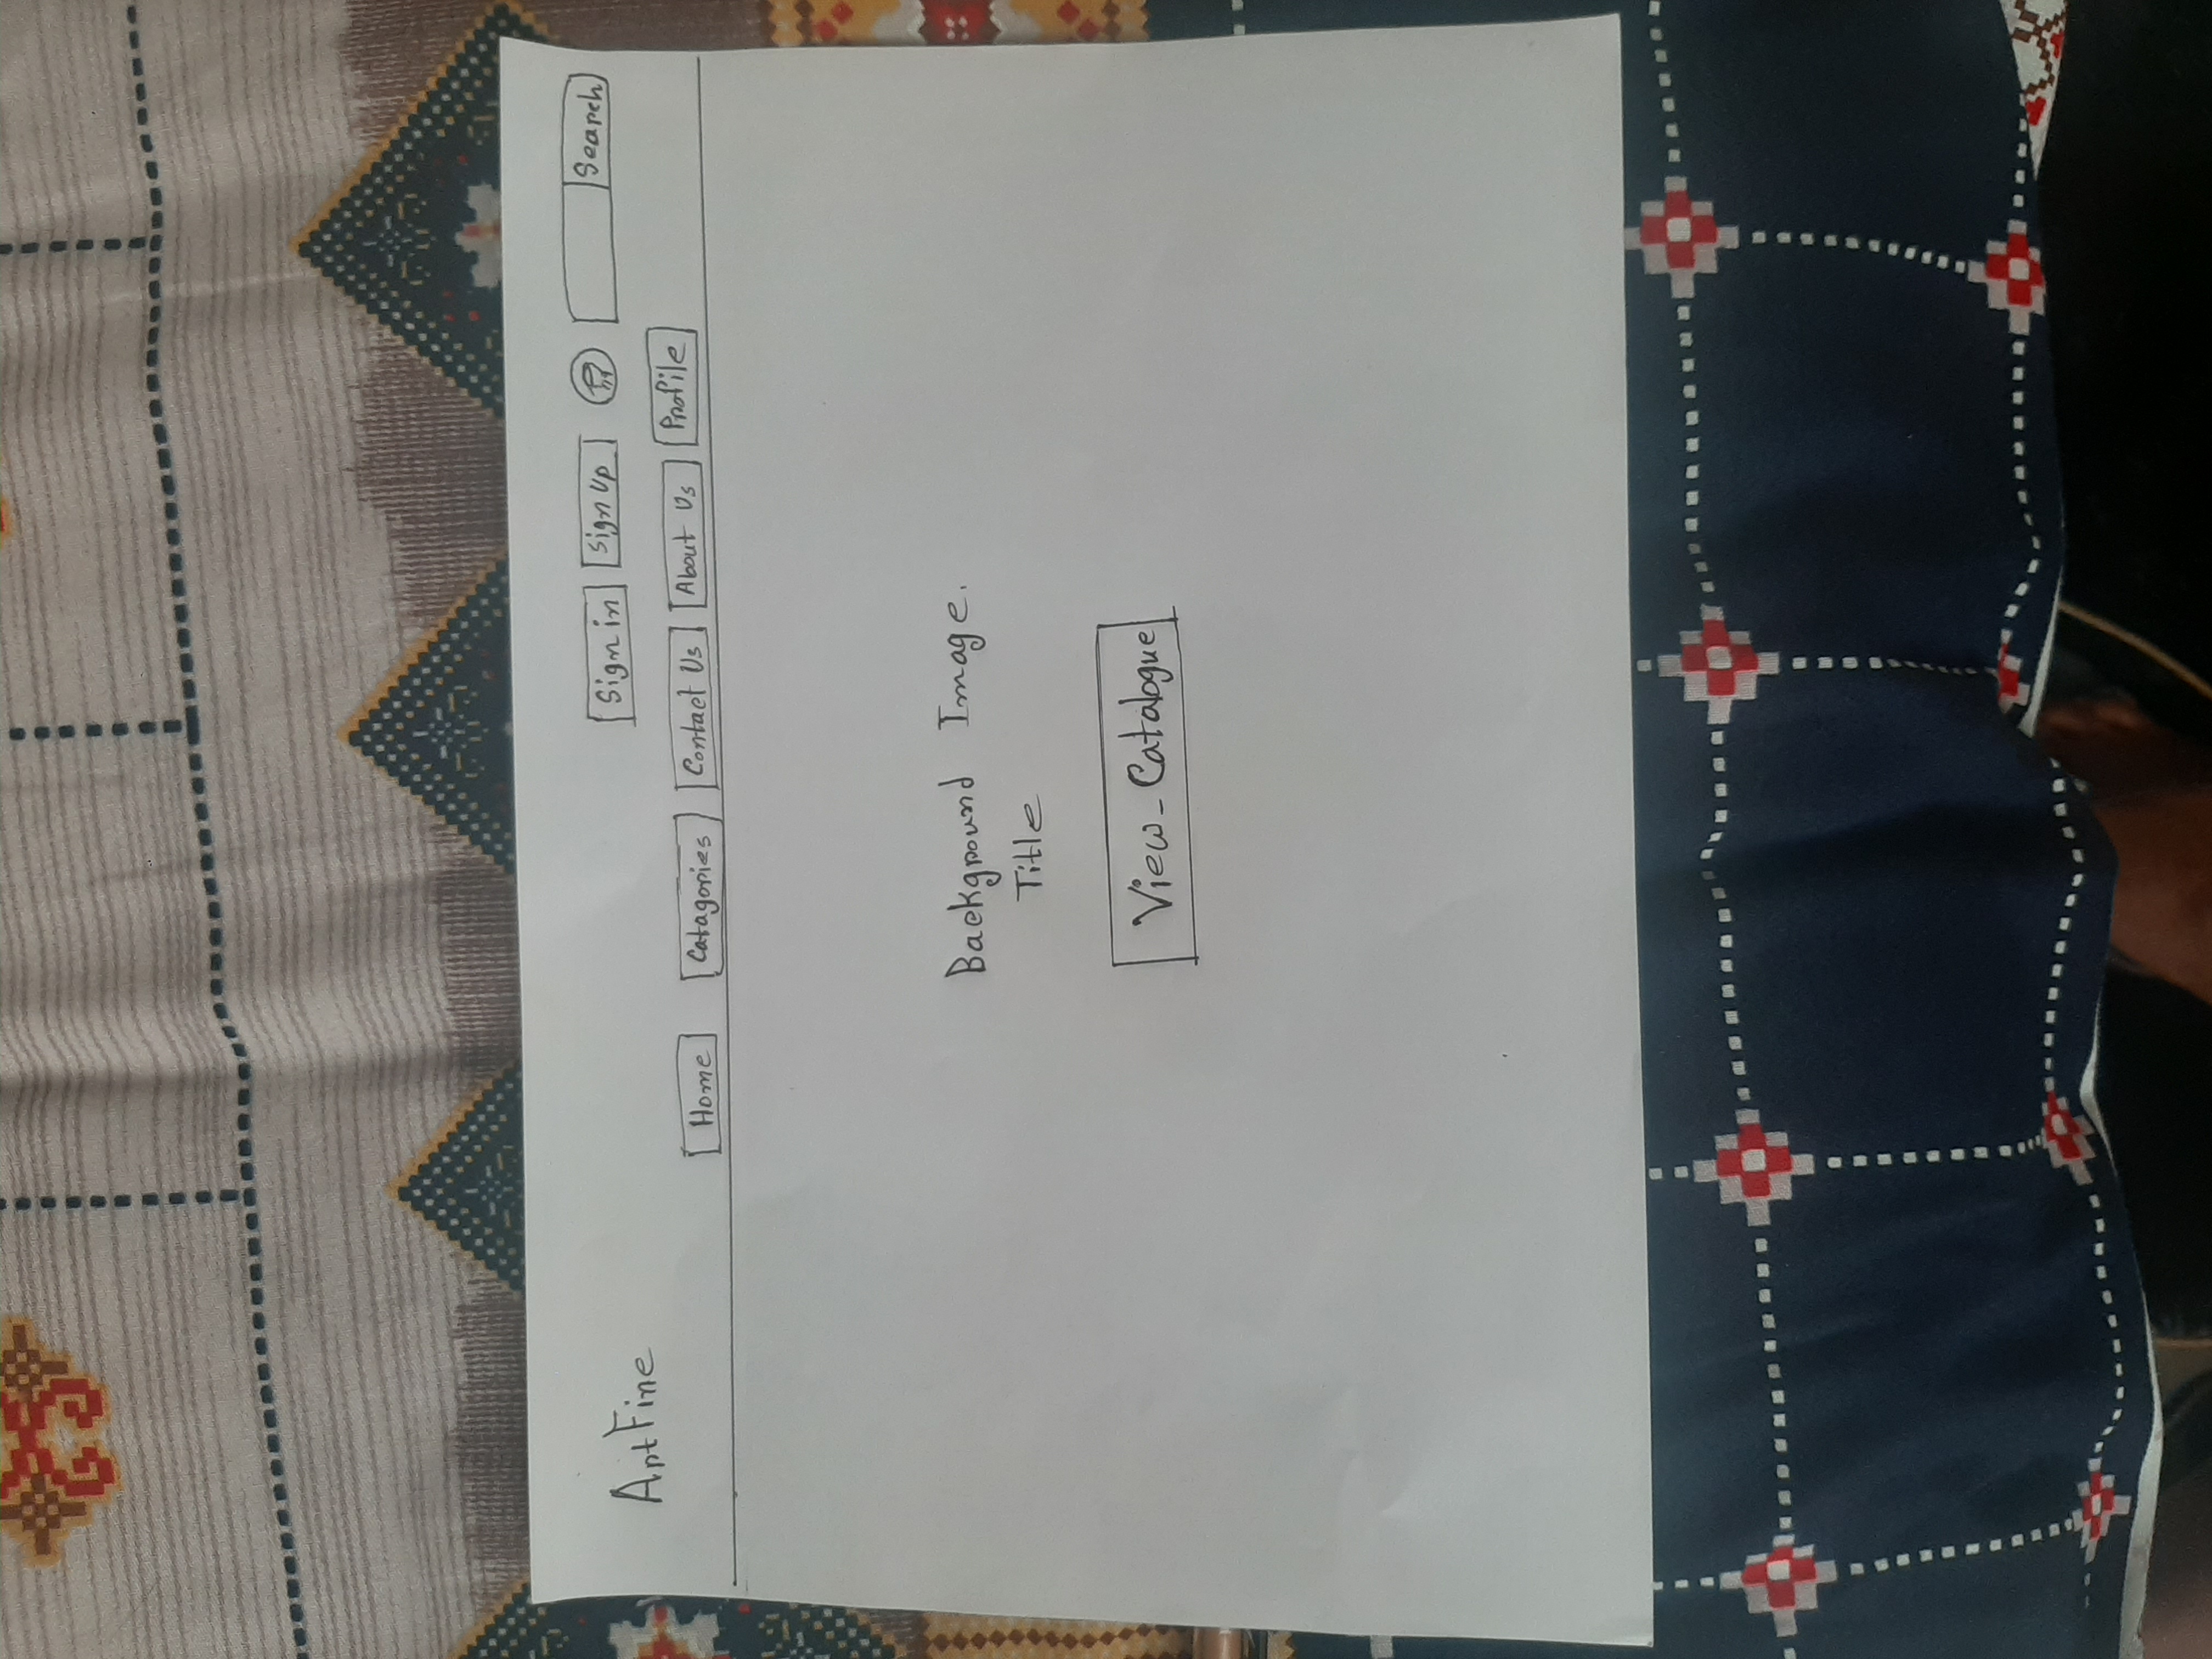 ArtFine
Sign in Sign Up Search
Home Catagories Contact Us About Us Profile
Background Image.
Title
View_Catalogue